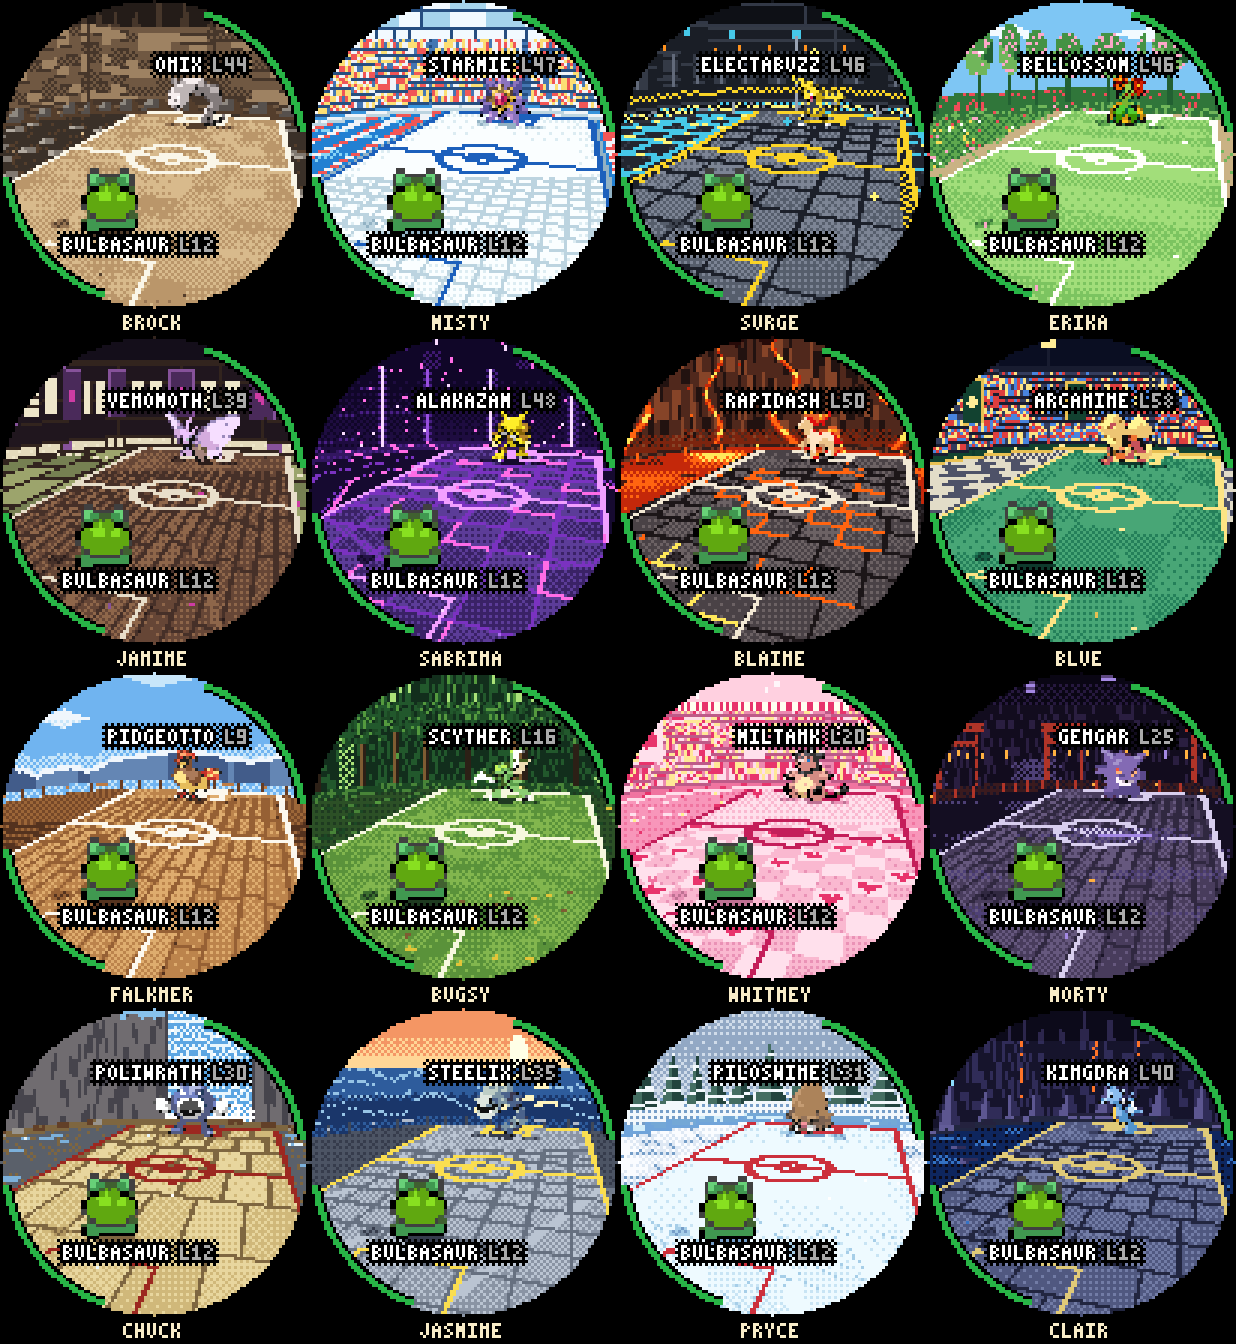 ONIX L44
BULBASAUR L12
BROCK
STARMIE L47
BULBASAUR L12
MISTY
ELECTABUZZ L46
BULBASAUR L12
SURGE
BELLOSSOM L46
BULBASAUR L12
ERIKA
VENOMOTH L39
BULBASAUR L12
JANINE
ALAKAZAM L48
BULBASAUR L12
SABRINA
RAPIDASH L50
BULBASAUR L12
BLAINE
ARCANINE L58
BULBASAUR L12
BLUE
PIDGEOTTO L9
BULBASAUR L12
FALKNER
SCYTHER L16
BULBASAUR L12
BUGSY
MILTANK L20
BULBASAUR L12
WHITNEY
GENGAR L25
BULBASAUR L12
MORTY
POLIWRATH L30
BULBASAUR L12
CHUCK
STEELIX L35
BULBASAUR L12
JASMINE
PILOSWINE L31
BULBASAUR L12
PRYCE
KINGDRA L40
BULBASAUR L12
CLAIR